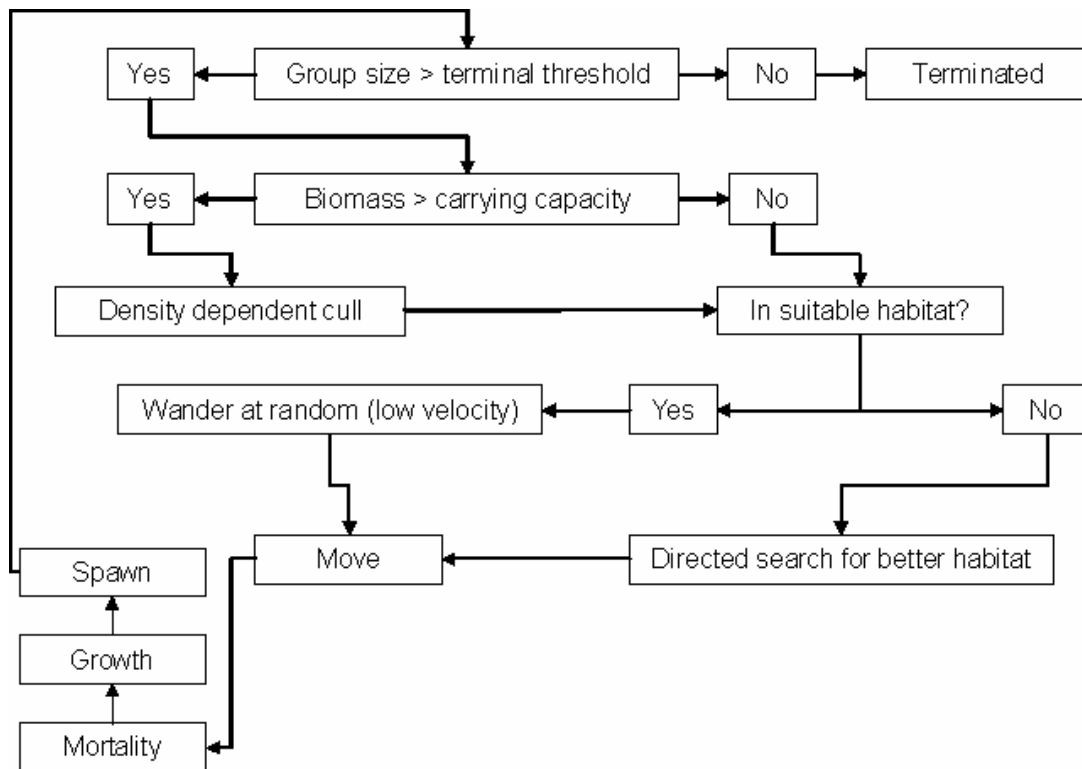 Yes
Group size > terminal threshold
No
Terminated
Yes
Biomass > carrying capacity
No
Density dependent cull
In suitable habitat?
Wander at random (low velocity)
Yes
No
Spawn
Move
Directed search for better habitat
Growth
Mortality